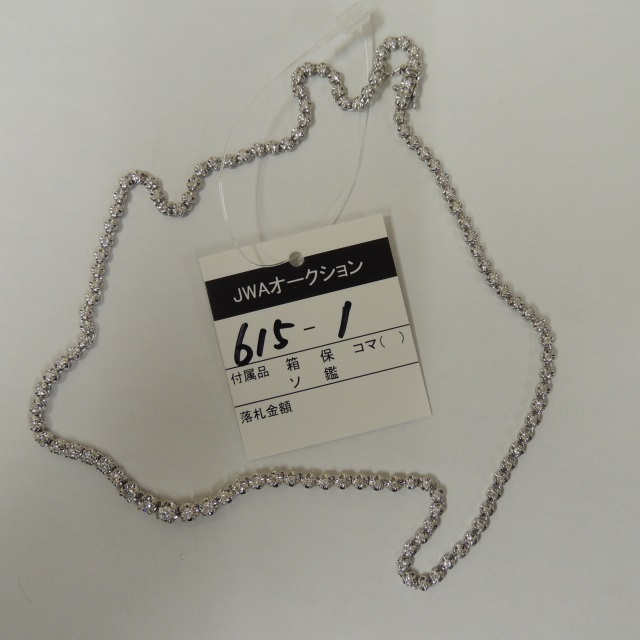 JWAオークション
615-1
付属品 箱 保 コマ( )
ソ 鑑
落札金額